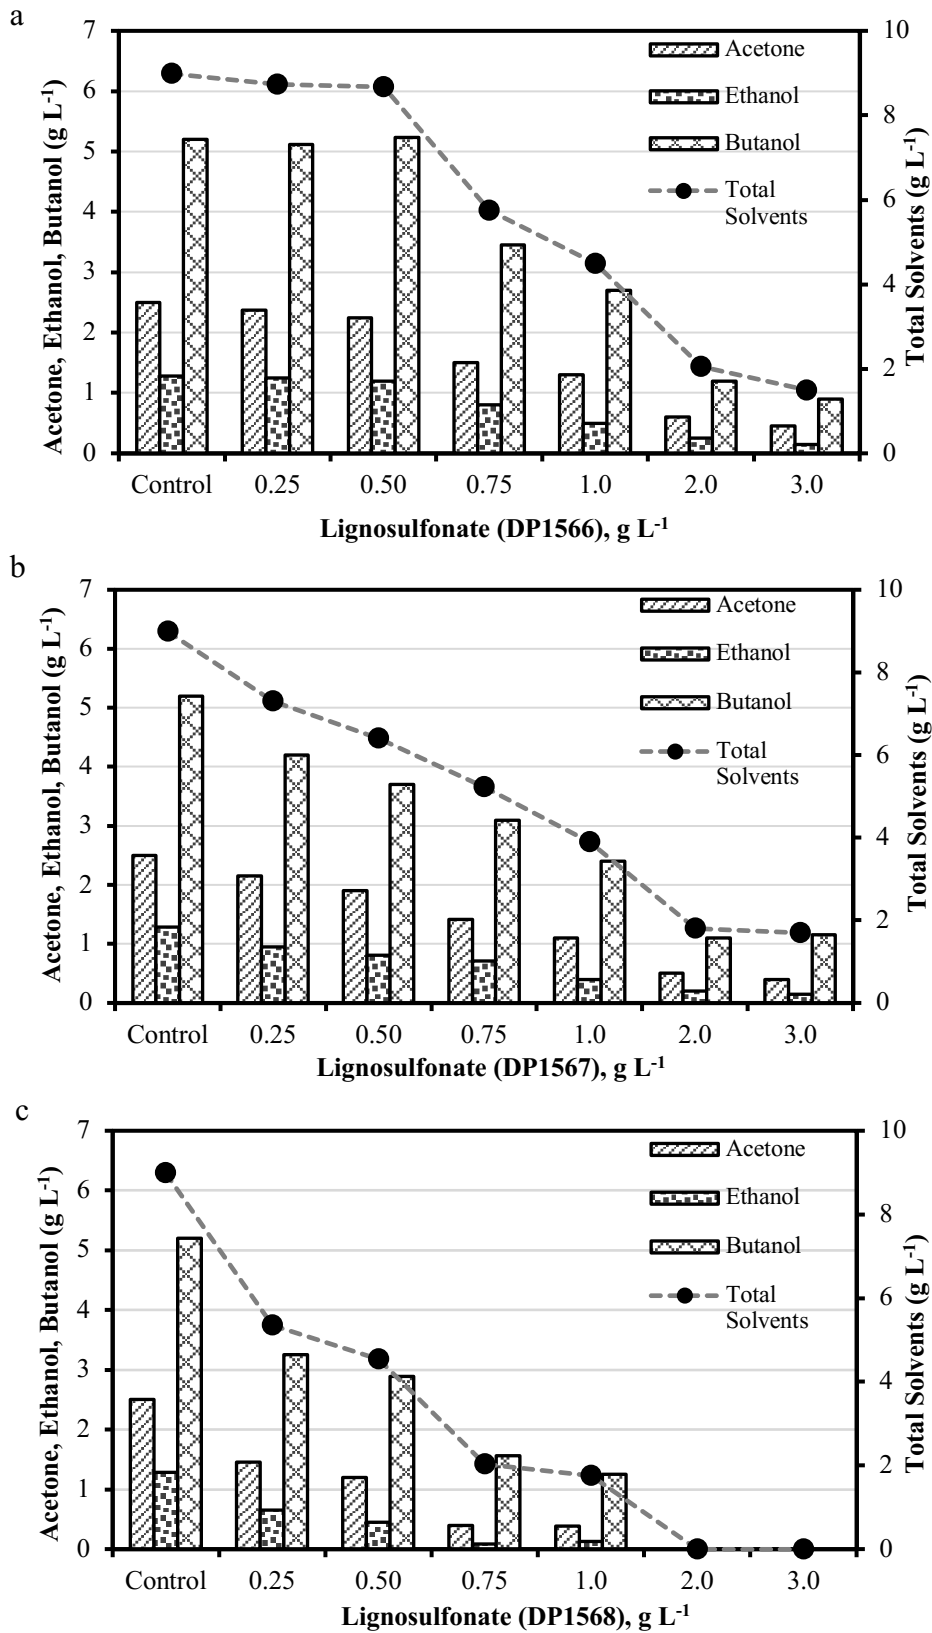 a
7
6
5
4
3
2
1
0
Acetone, Ethanol, Butanol (g L⁻¹)
10
8
6
4
2
0
Total Solvents (g L⁻¹)
Acetone
Ethanol
Butanol
Total
Solvents
Control 0.25 0.50 0.75 1.0 2.0 3.0
Lignosulfonate (DP1566), g L⁻¹
b
7
6
5
4
3
2
1
0
Acetone, Ethanol, Butanol (g L⁻¹)
10
8
6
4
2
0
Total Solvents (g L⁻¹)
Acetone
Ethanol
Butanol
Total
Solvents
Control 0.25 0.50 0.75 1.0 2.0 3.0
Lignosulfonate (DP1567), g L⁻¹
c
7
6
5
4
3
2
1
0
Acetone, Ethanol, Butanol (g L⁻¹)
10
8
6
4
2
0
Total Solvents (g L⁻¹)
Acetone
Ethanol
Butanol
Total
Solvents
Control 0.25 0.50 0.75 1.0 2.0 3.0
Lignosulfonate (DP1568), g L⁻¹